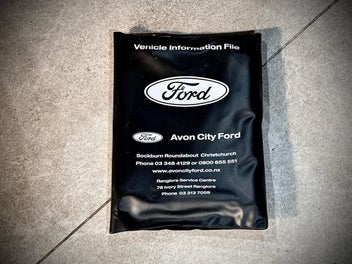 Vehicle Information File
Ford
Ford Avon City Ford
Sockburn Roundabout Christchurch
Phone 03 348 4129 or 0800 655 551
www.avoncityford.co.nz
Rangiora Service Centre
78 Ivory Street Rangiora
Phone 03 313 7059